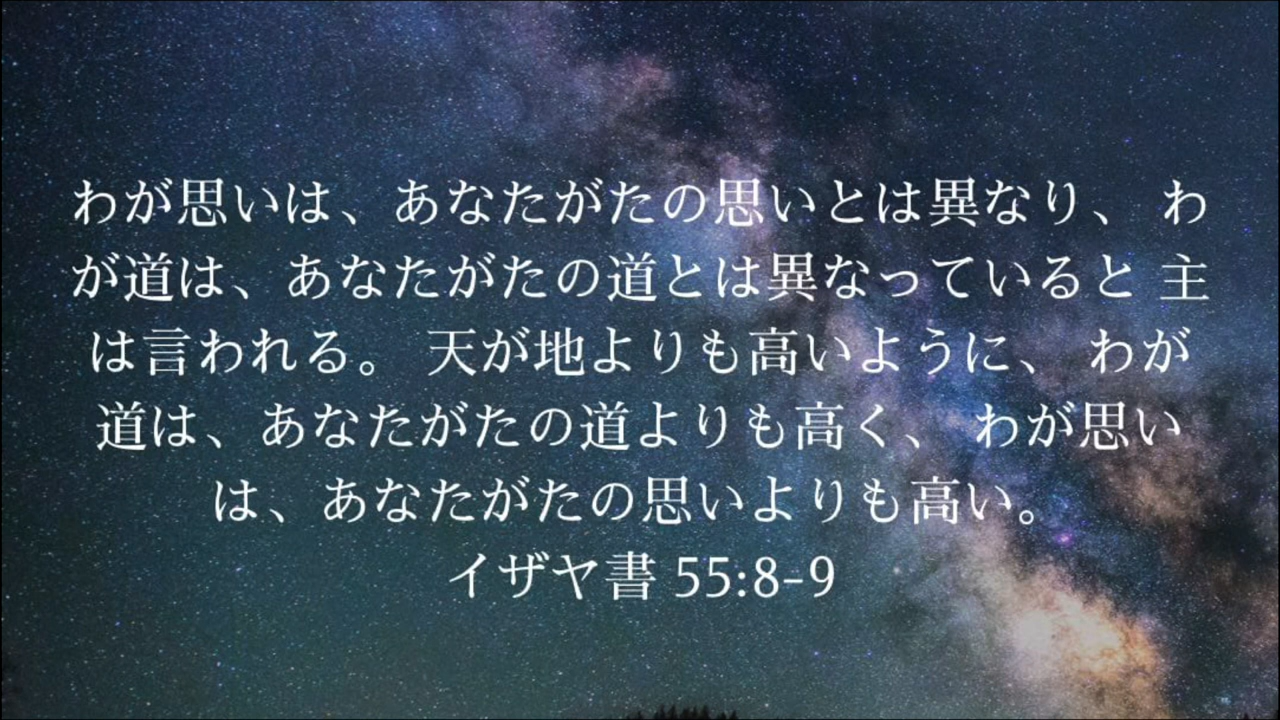 わが思いは、あなたがたの思いとは異なり、 わ
が道は、あなたがたの道とは異なっていると 主
は言われる。 天が地よりも高いように、 わが
道は、あなたがたの道よりも高く、 わが思い
は、あなたがたの思いよりも高い。
イザヤ書 55:8-9